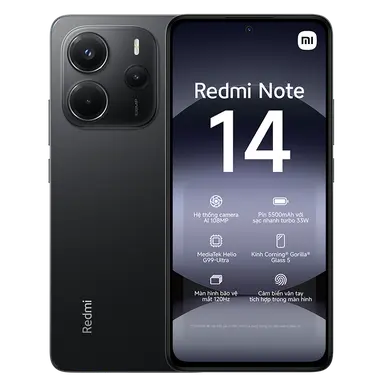 Redmi
mi
Redmi Note
14
Hệ thống camera
AI 108MP
Pin 5500mAh với
sạc nhanh turbo 33W
MediaTek Helio
G99-Ultra
Kính Corning® Gorilla®
Glass 5
Màn hình bảo vệ
mắt 120Hz
Cảm biến vân tay
tích hợp trong màn hình